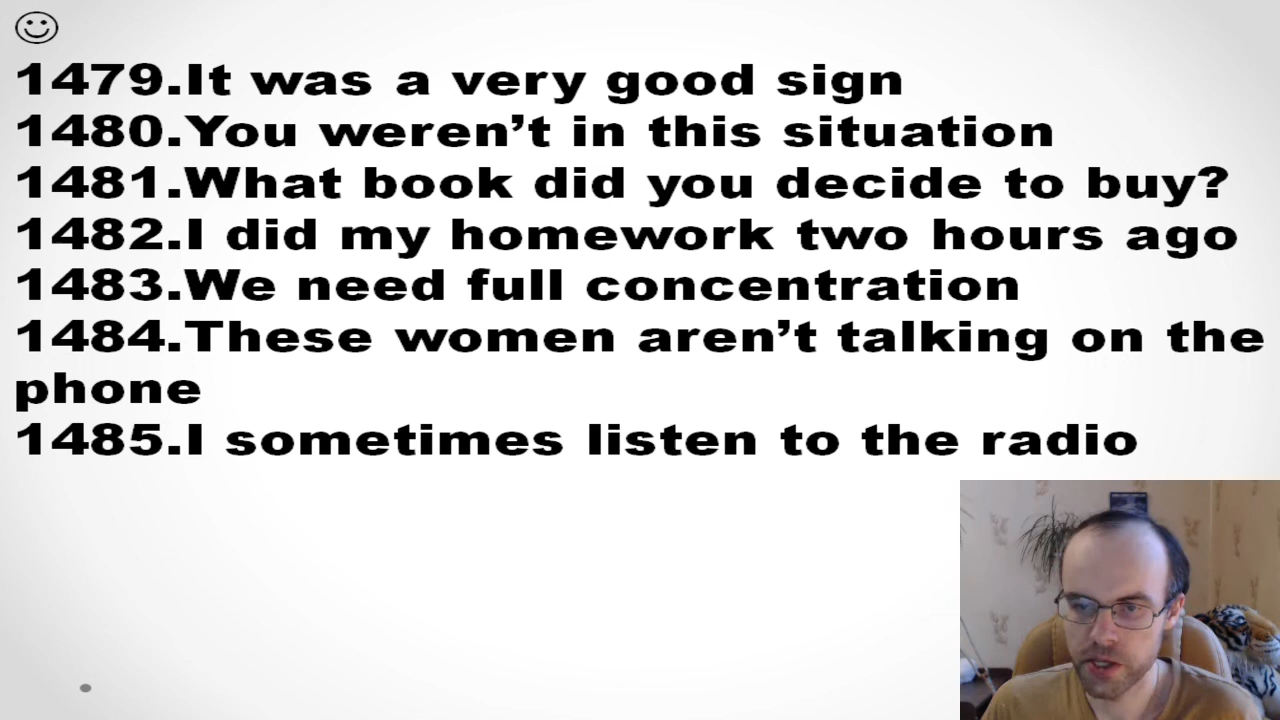 1479.It was a very good sign
1480.You weren’t in this situation
1481.What book did you decide to buy?
1482.I did my homework two hours ago
1483.We need full concentration
1484.These women aren’t talking on the
phone
1485.I sometimes listen to the radio